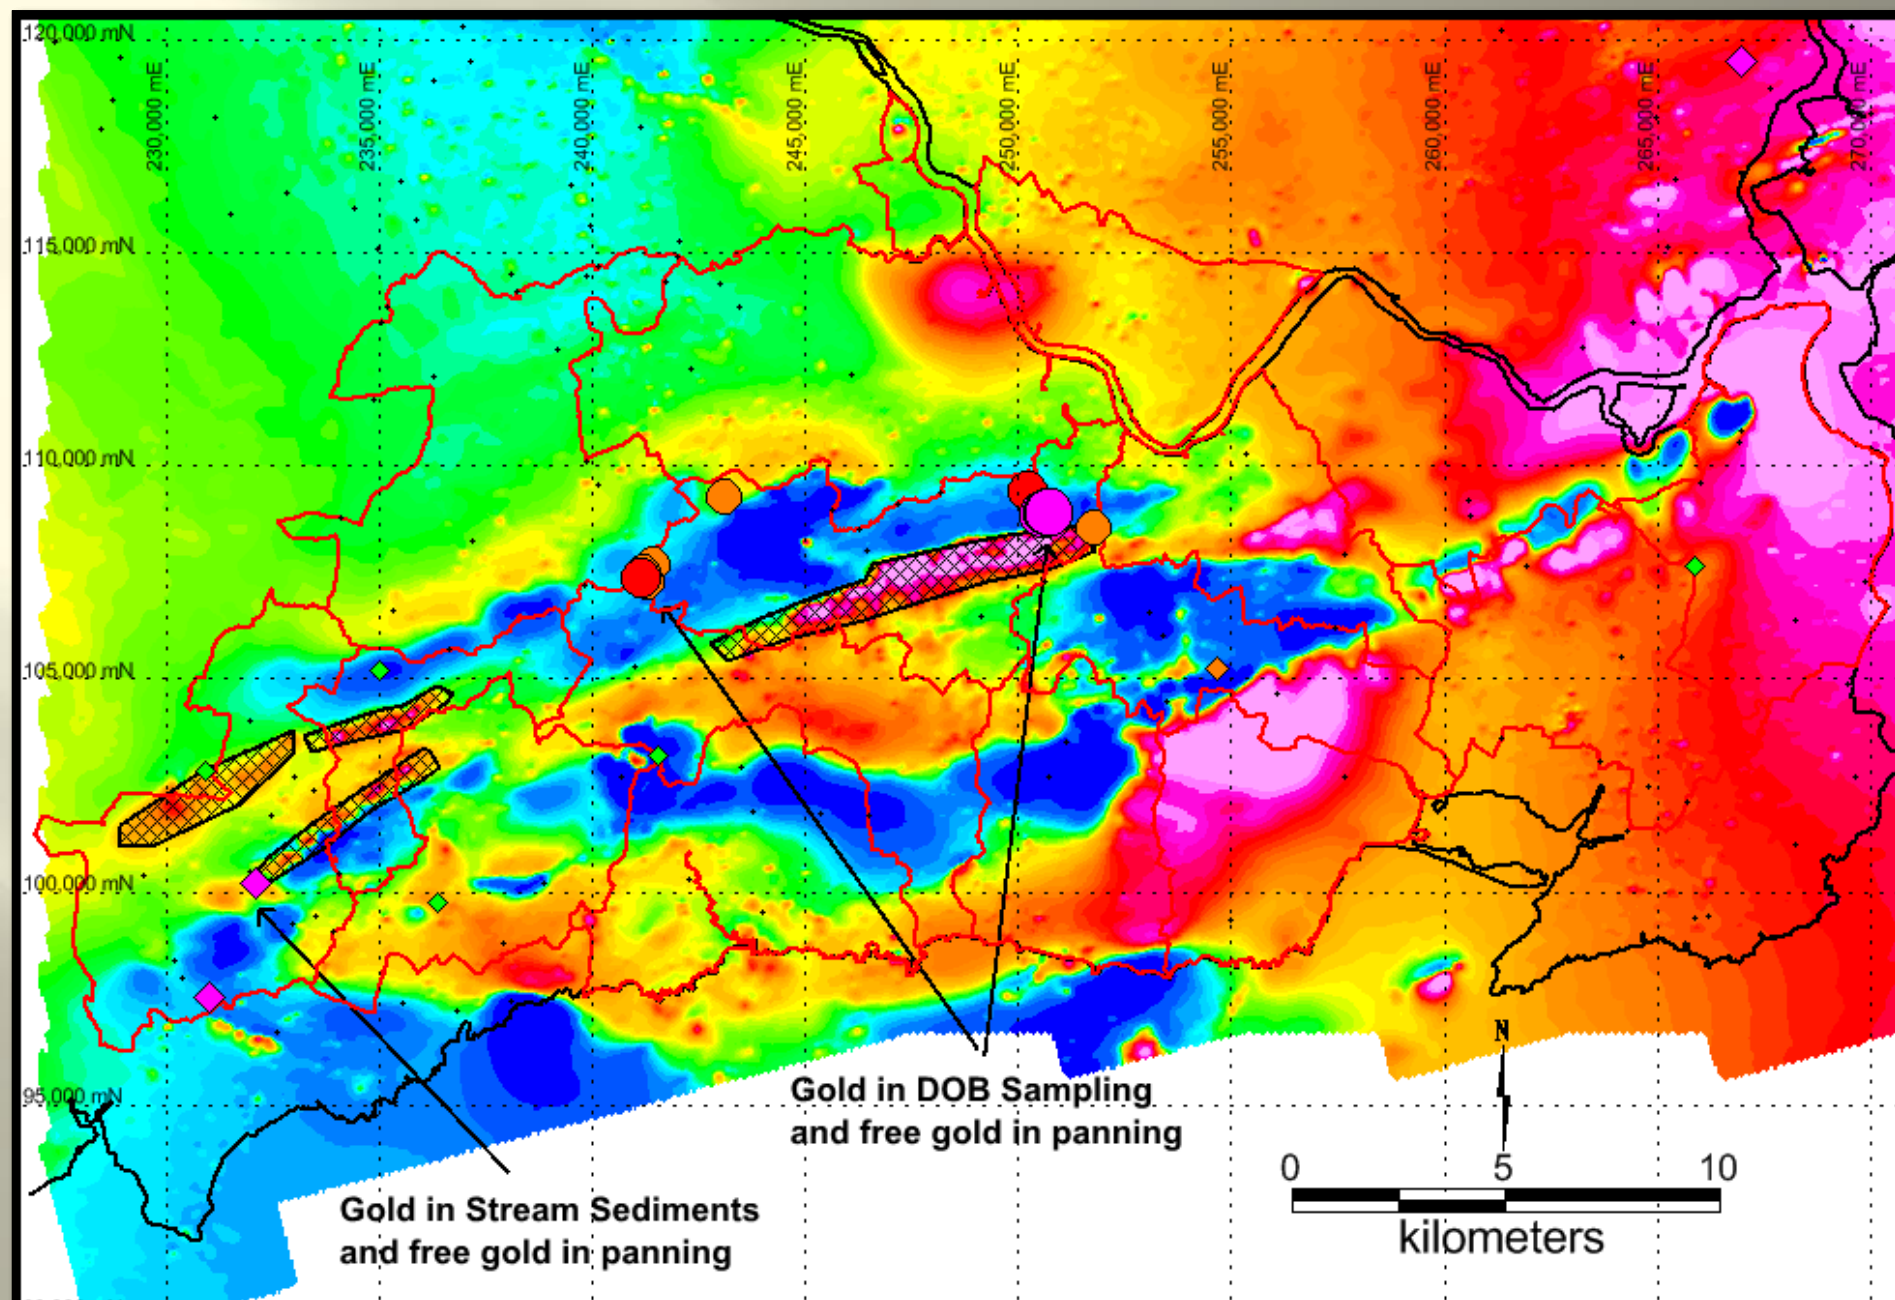 120,000 mN
230,000 mE
235,000 mE
240,000 mE
245,000 mE
250,000 mE
255,000 mE
260,000 mE
265,000 mE
270,000 mE
115,000 mN
110,000 mN
105,000 mN
100,000 mN
95,000 mN
N
Gold in DOB Sampling
and free gold in panning
0 5 10
kilometers
Gold in Stream Sediments
and free gold in panning